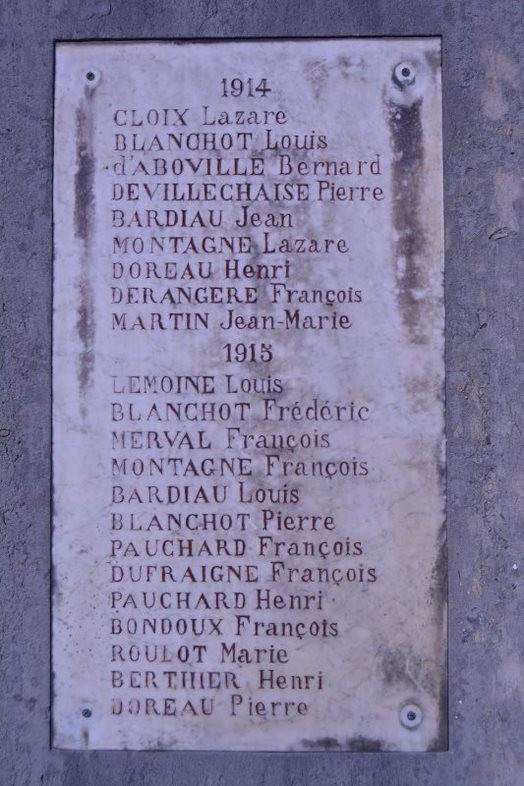 1914
CLOIX Lazare
BLANCHOT Louis
d'ABOVILLE Bernard
DEVILLECHAISE Pierre
BARDIAU Jean
MONTAGNE Lazare
DOREAU Henri
DERANGERE François
MARTIN Jean-Marie
1915
LEMOINE Louis
BLANCHOT Frédéric
MERVAL François
MONTAGNE François
BARDIAU Louis
BLANCHOT Pierre
PAUCHARD François
DUFRAIGNE François
PAUCHARD Henri
BONDOUX François
ROULOT Marie
BERTHIER Henri
DOREAU Pierre